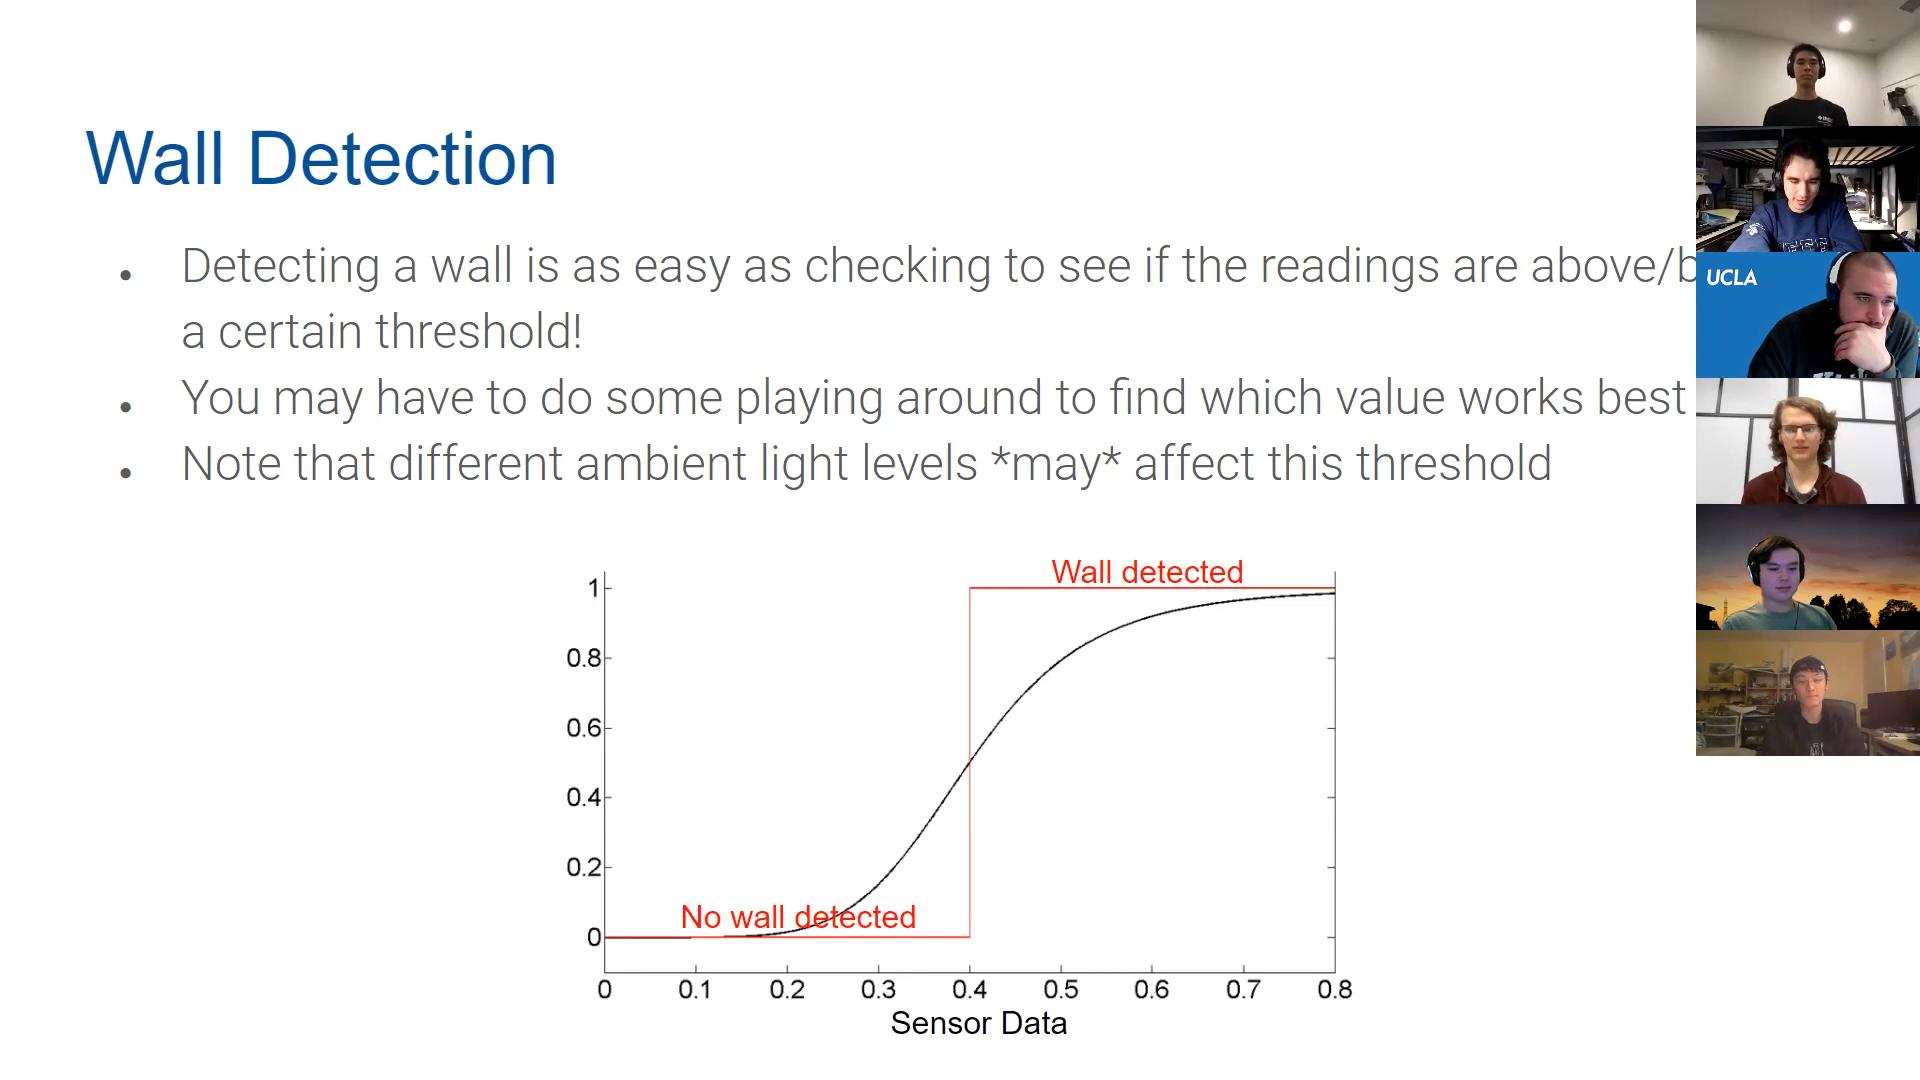 Wall Detection
Detecting a wall is as easy as checking to see if the readings are above/b
a certain threshold!
You may have to do some playing around to find which value works best
Note that different ambient light levels *may* affect this threshold
Wall detected
No wall detected
1
0.8
0.6
0.4
0.2
0
0 0.1 0.2 0.3 0.4 0.5 0.6 0.7 0.8
Sensor Data
UCLA